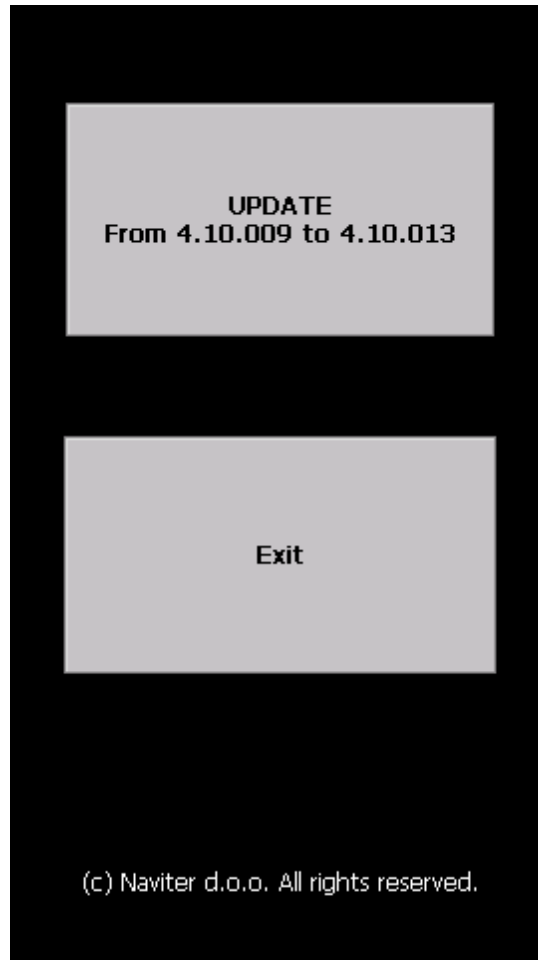 UPDATE
From 4.10.009 to 4.10.013
Exit
(c) Naviter d.o.o. All rights reserved.